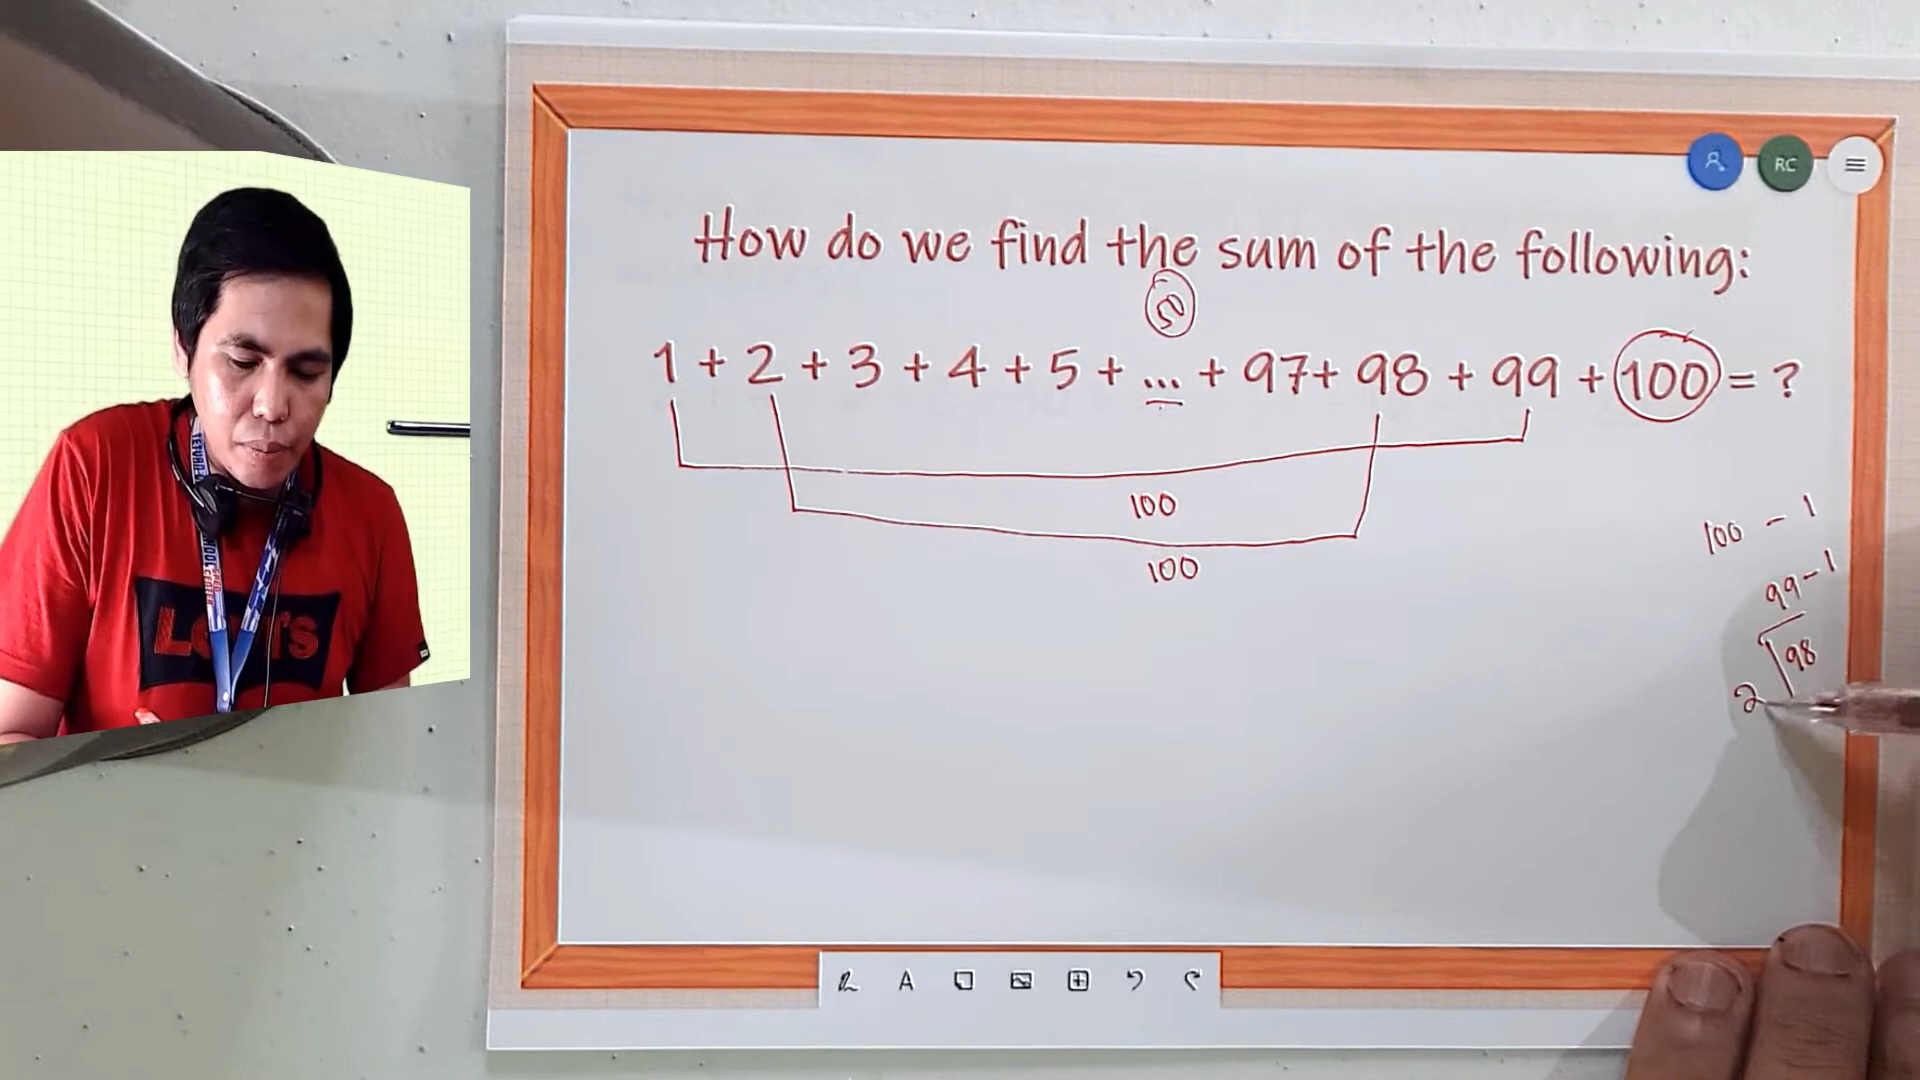 RC
How do we find the sum of the following:
50
1 + 2 + 3 + 4 + 5 + ... + 97+ 98 + 99 + 100 = ?
100
100
100 - 1
99-1
98
2
LEVI'S
A